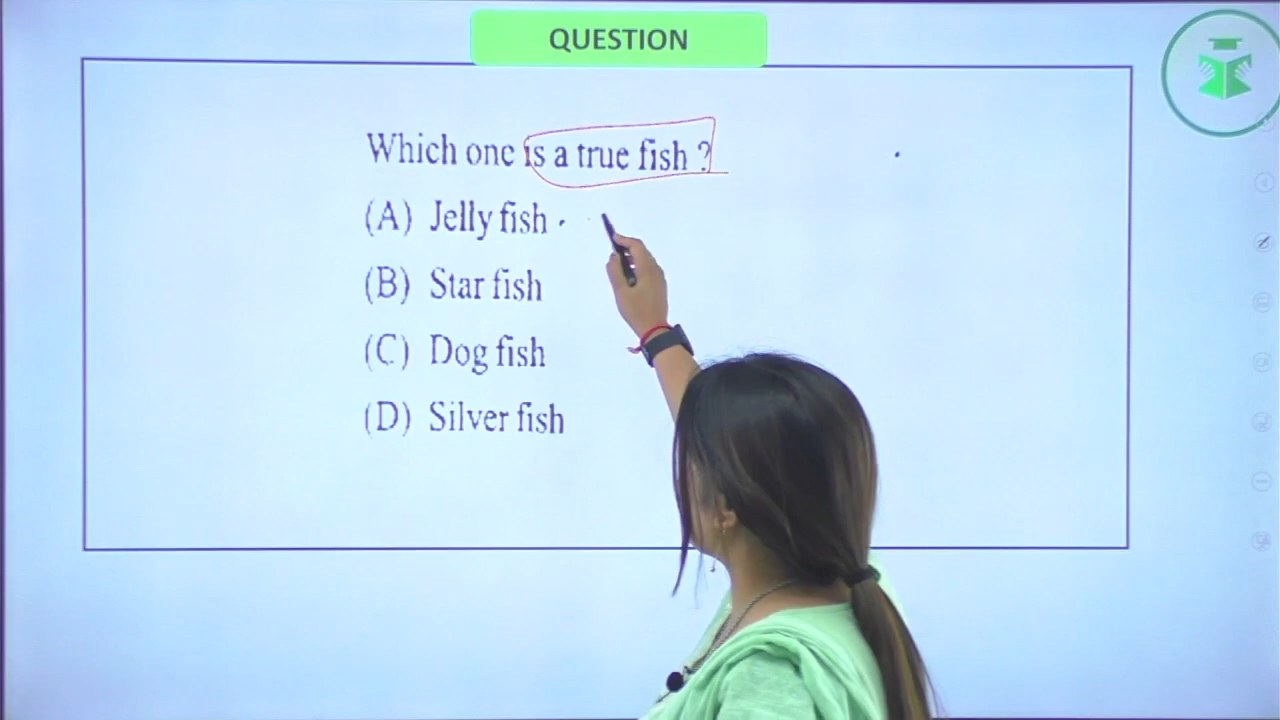 QUESTION
Which one is a true fish ?
(A) Jelly fish
(B) Star fish
(C) Dog fish
(D) Silver fish